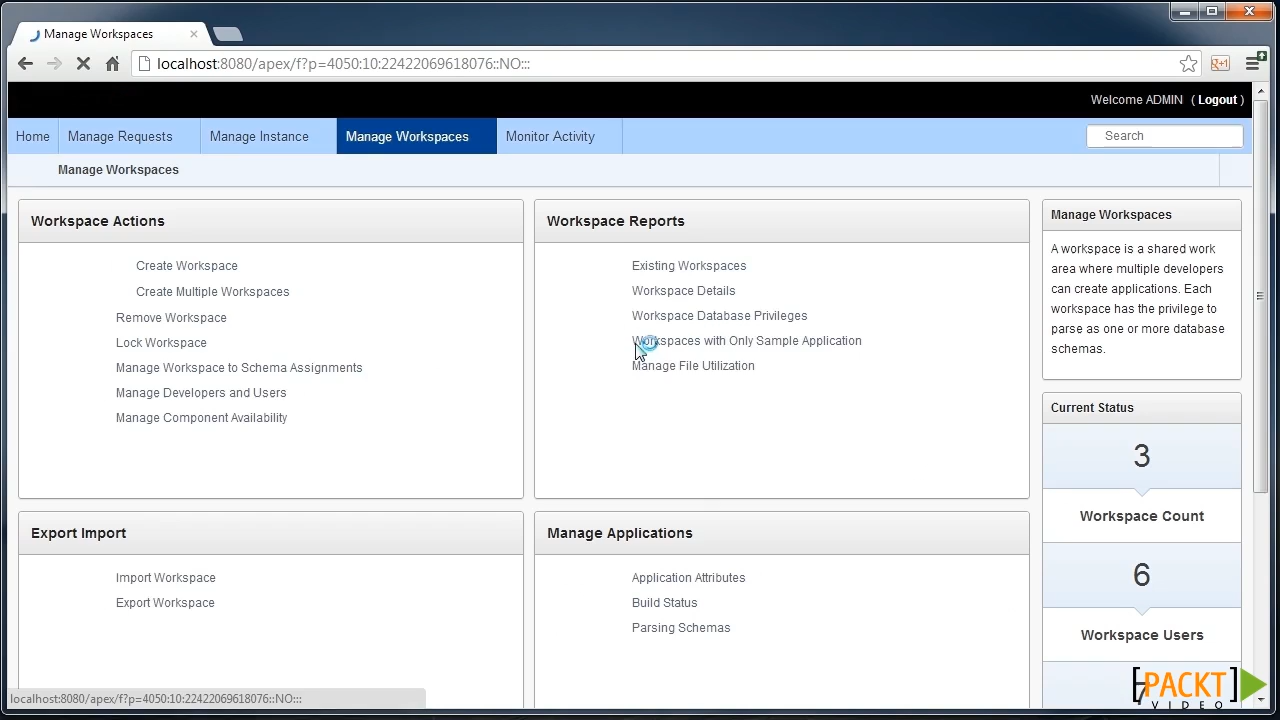 Manage Workspaces
localhost:8080/apex/f?p=4050:10:22422069618076::NO:::
Welcome ADMIN ( Logout )
Home Manage Requests Manage Instance Manage Workspaces Monitor Activity Search
Manage Workspaces
Workspace Actions
Create Workspace
Create Multiple Workspaces
Remove Workspace
Lock Workspace
Manage Workspace to Schema Assignments
Manage Developers and Users
Manage Component Availability
Workspace Reports
Existing Workspaces
Workspace Details
Workspace Database Privileges
Workspaces with Only Sample Application
Manage File Utilization
Manage Workspaces
A workspace is a shared work
area where multiple developers
can create applications. Each
workspace has the privilege to
parse as one or more database
schemas.
Current Status
3
Workspace Count
6
Workspace Users
Export Import
Import Workspace
Export Workspace
Manage Applications
Application Attributes
Build Status
Parsing Schemas
localhost:8080/apex/f?p=4050:10:22422069618076::NO:::
[PACKT]
VIDEO